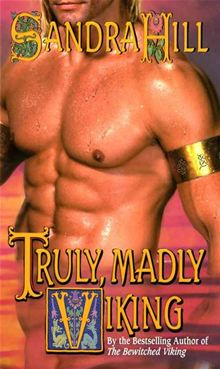 SANDRA HILL
TRULY, MADLY
VIKING
By the Bestselling Author of
The Bewitched Viking